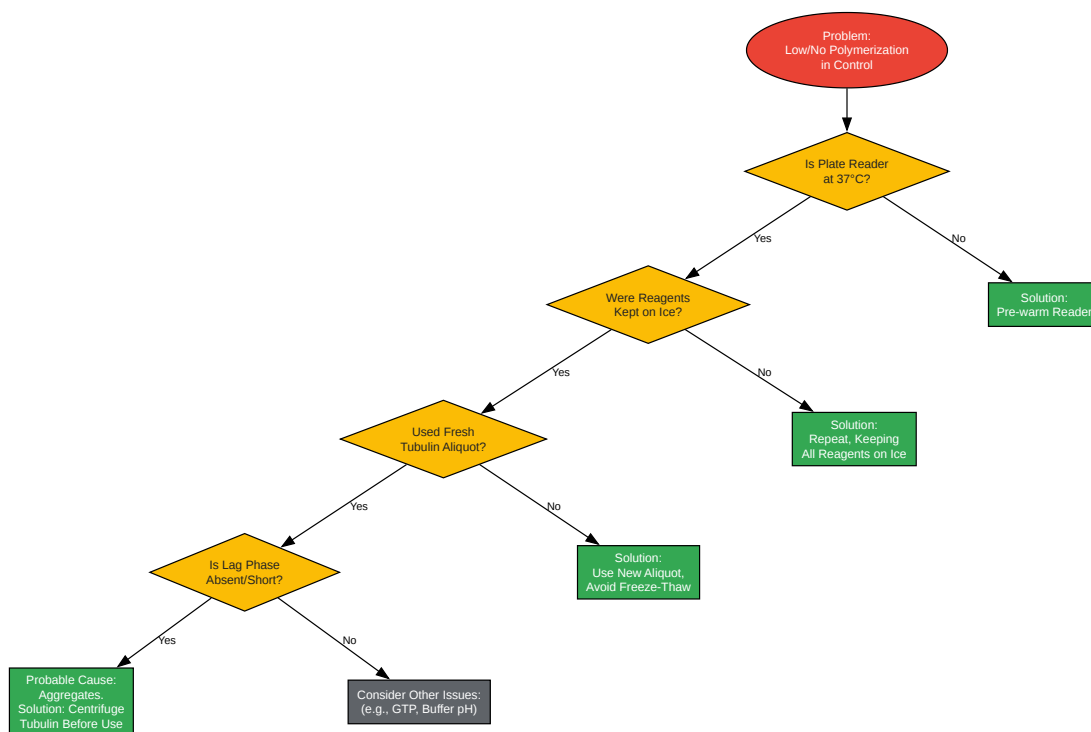 Problem:
Low/No Polymerization
in Control
Is Plate Reader
at 37°C?
Yes
No
Were Reagents
Kept on Ice?
Solution:
Pre-warm Reader
Yes
No
Used Fresh
Tubulin Aliquot?
Solution:
Repeat, Keeping
All Reagents on Ice
Yes
No
Is Lag Phase
Absent/Short?
Solution:
Use New Aliquot,
Avoid Freeze-Thaw
Yes
No
Probable Cause:
Aggregates.
Solution: Centrifuge
Tubulin Before Use
Consider Other Issues:
(e.g., GTP, Buffer pH)